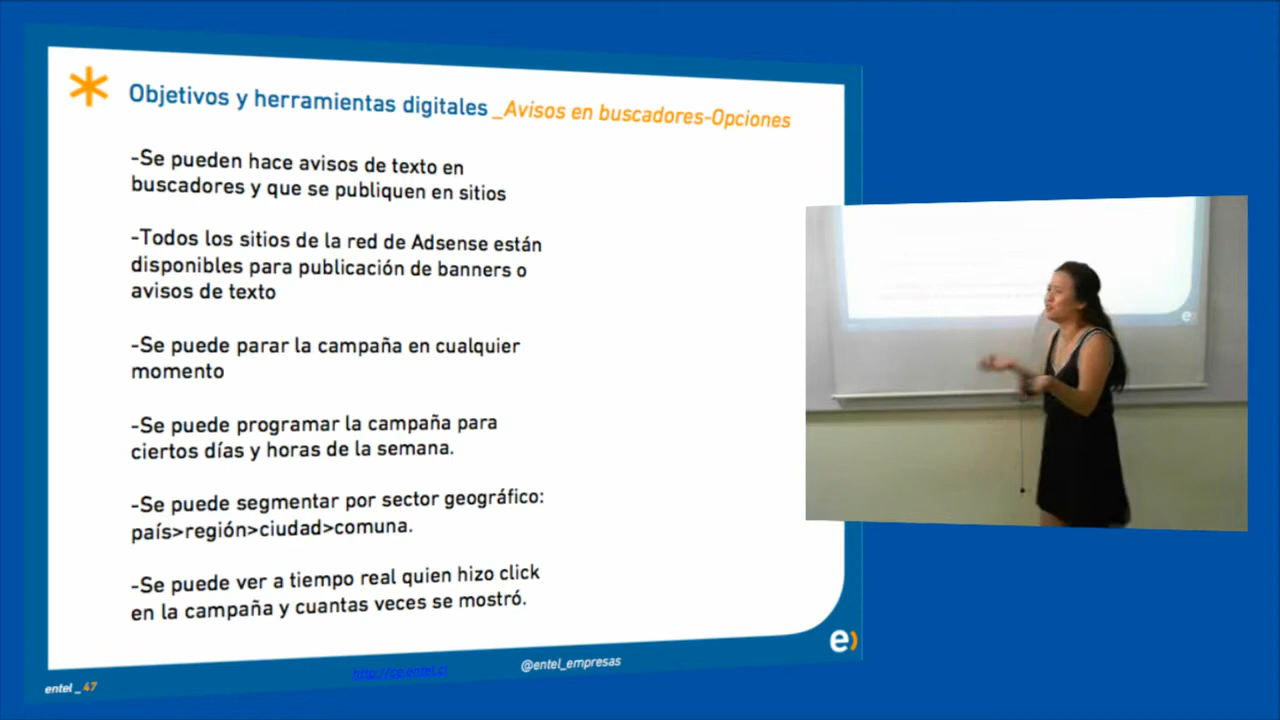 Objetivos y herramientas digitales _Avisos en buscadores-Opciones
-Se pueden hace avisos de texto en
buscadores y que se publiquen en sitios
-Todos los sitios de la red de Adsense están
disponibles para publicación de banners o
avisos de texto
-Se puede parar la campaña en cualquier
momento
-Se puede programar la campaña para
ciertos días y horas de la semana.
-Se puede segmentar por sector geográfico:
país>región>ciudad>comuna.
-Se puede ver a tiempo real quien hizo click
en la campaña y cuantas veces se mostró.
e)
entel _47
@entel_empresas